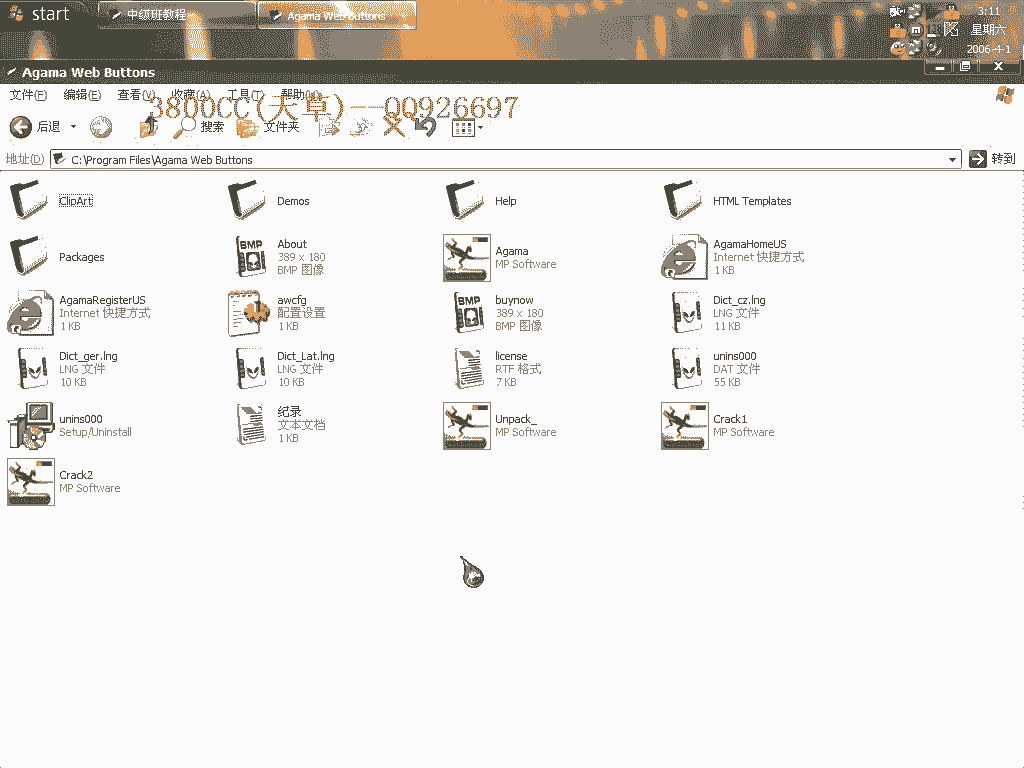 start
中级班教程
Agama Web Buttons
3:11
星期六
2006-4-1
Agama Web Buttons
文件(F) 编辑(E) 查看(V) 收藏(A) 工具(T) 帮助(H)
3800CC(天草)--QQ926697
后退 搜索 文件夹
地址(D) C:\Program Files\Agama Web Buttons 转到
ClipArt
Demos
Help
HTML Templates
Packages
About
389 x 180
BMP 图像
Agama
MP Software
AgamaHomeUS
Internet 快捷方式
1 KB
AgamaRegisterUS
Internet 快捷方式
1 KB
awcfg
配置设置
1 KB
buynow
389 x 180
BMP 图像
Dict_cz.lng
LNG 文件
11 KB
Dict_ger.lng
LNG 文件
10 KB
Dict_Lat.lng
LNG 文件
10 KB
license
RTF 格式
7 KB
unins000
DAT 文件
55 KB
unins000
Setup/Uninstall
纪录
文本文档
1 KB
Unpack_
MP Software
Crack1
MP Software
Crack2
MP Software